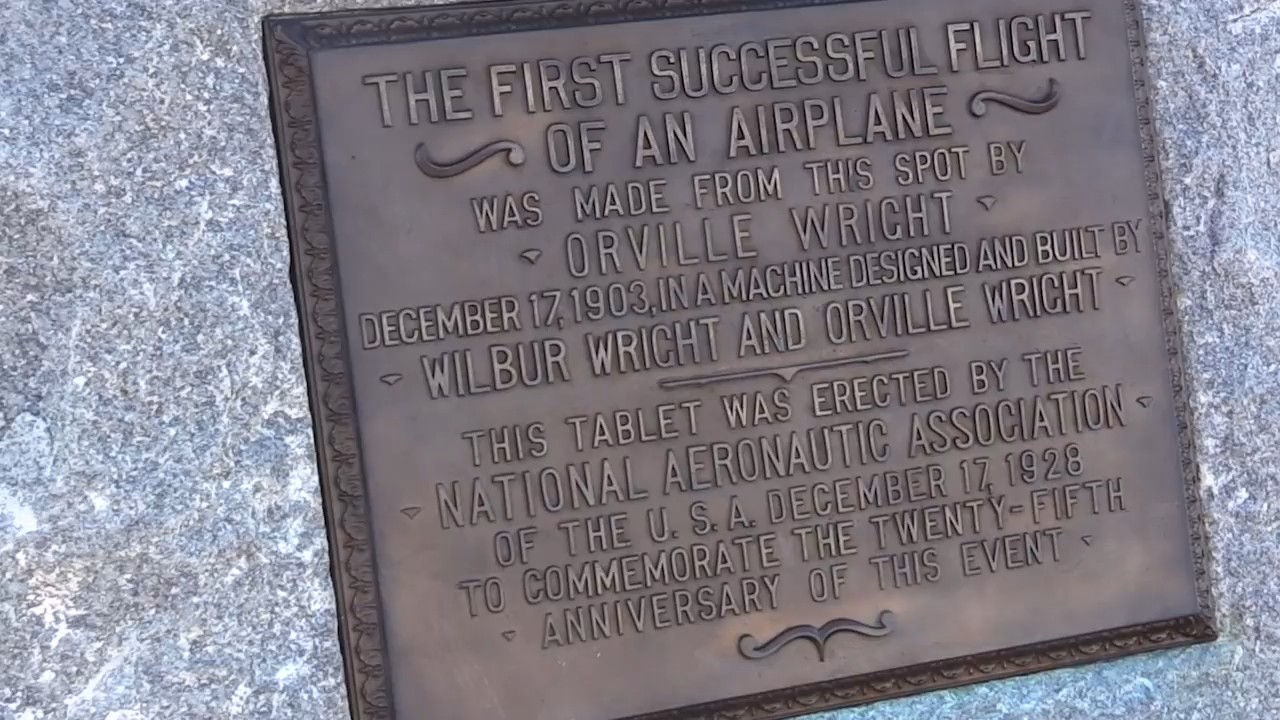 THE FIRST SUCCESSFUL FLIGHT
OF AN AIRPLANE
WAS MADE FROM THIS SPOT BY
ORVILLE WRIGHT
DECEMBER 17, 1903, IN A MACHINE DESIGNED AND BUILT BY
WILBUR WRIGHT AND ORVILLE WRIGHT
THIS TABLET WAS ERECTED BY THE
NATIONAL AERONAUTIC ASSOCIATION
OF THE U. S. A. DECEMBER 17, 1928
TO COMMEMORATE THE TWENTY-FIFTH
ANNIVERSARY OF THIS EVENT